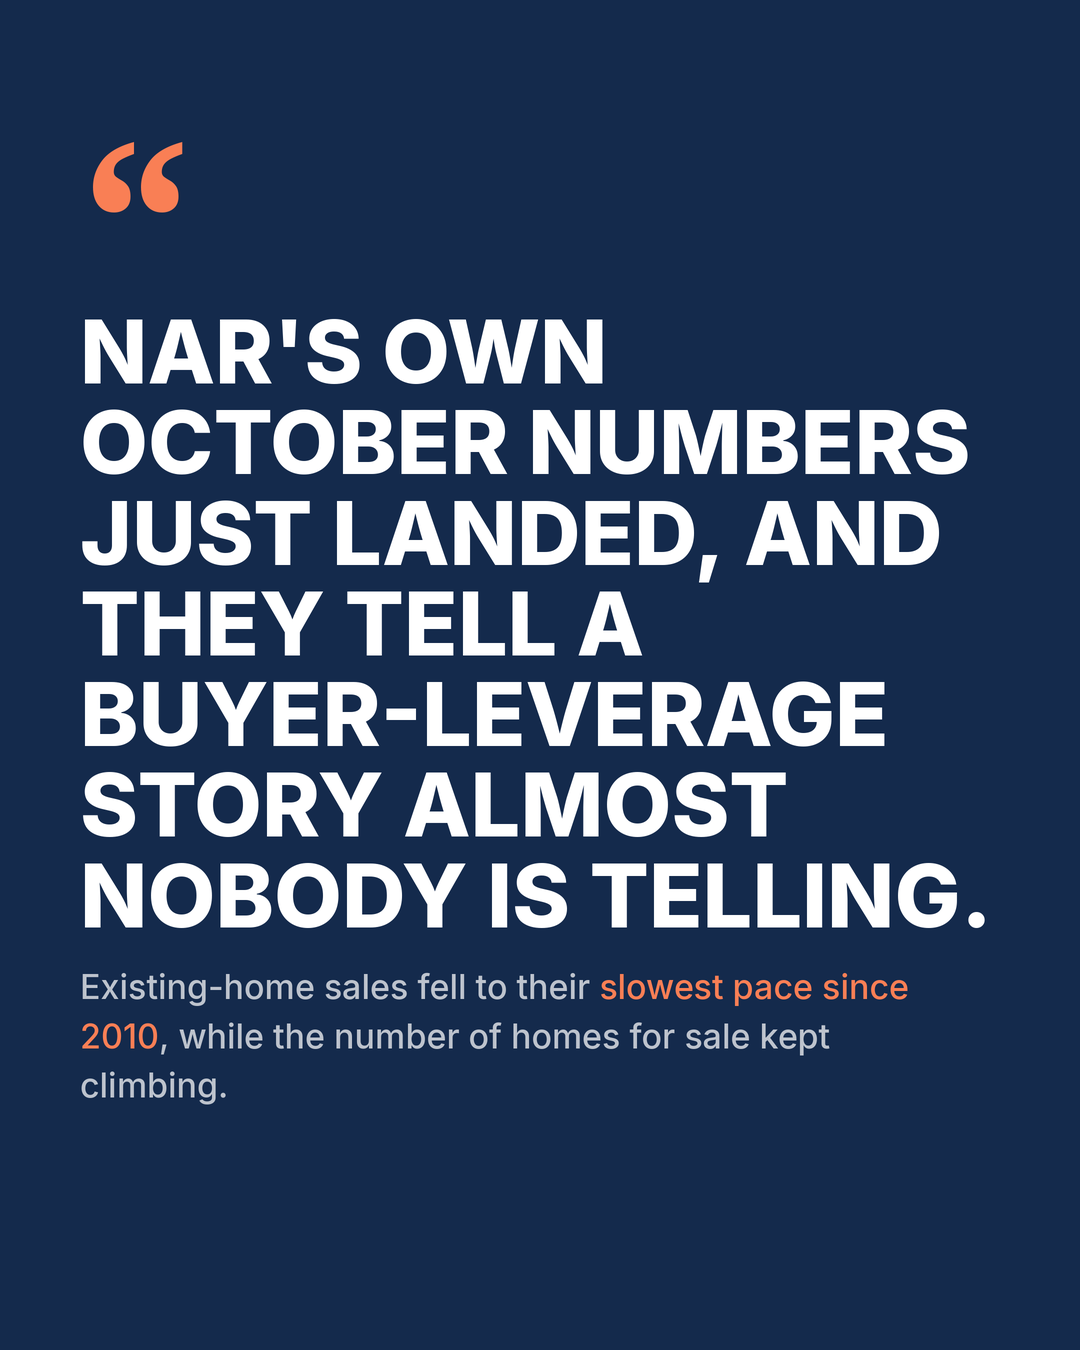 “
NAR'S OWN
OCTOBER NUMBERS
JUST LANDED, AND
THEY TELL A
BUYER-LEVERAGE
STORY ALMOST
NOBODY IS TELLING.
Existing-home sales fell to their slowest pace since
2010, while the number of homes for sale kept
climbing.